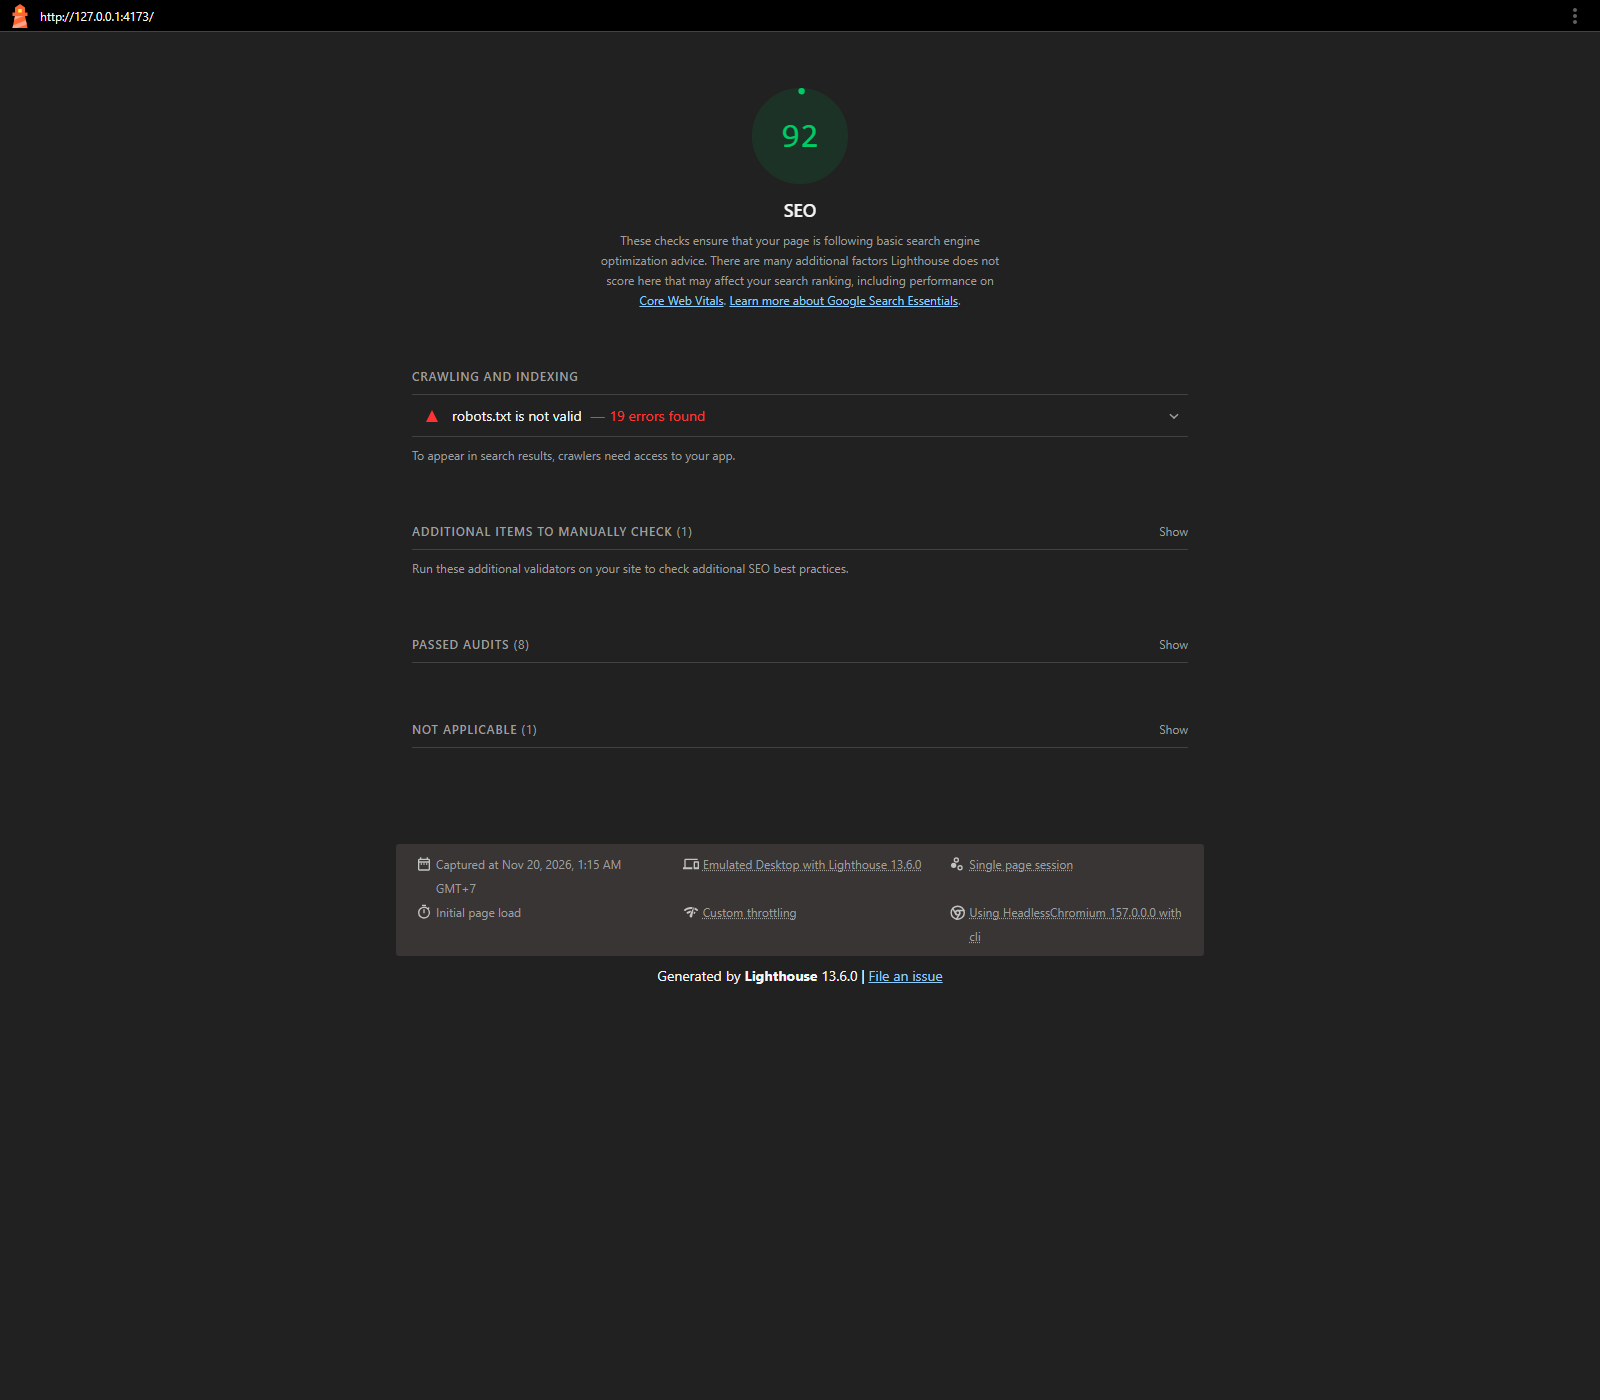 http://127.0.0.1:4173/
92
SEO
These checks ensure that your page is following basic search engine
optimization advice. There are many additional factors Lighthouse does not
score here that may affect your search ranking, including performance on
Core Web Vitals. Learn more about Google Search Essentials.
CRAWLING AND INDEXING
robots.txt is not valid — 19 errors found
To appear in search results, crawlers need access to your app.
ADDITIONAL ITEMS TO MANUALLY CHECK (1) Show
Run these additional validators on your site to check additional SEO best practices.
PASSED AUDITS (8) Show
NOT APPLICABLE (1) Show
Captured at Nov 20, 2026, 1:15 AM
GMT+7
Emulated Desktop with Lighthouse 13.6.0
Single page session
Initial page load
Custom throttling
Using HeadlessChromium 157.0.0.0 with
cli
Generated by Lighthouse 13.6.0 | File an issue